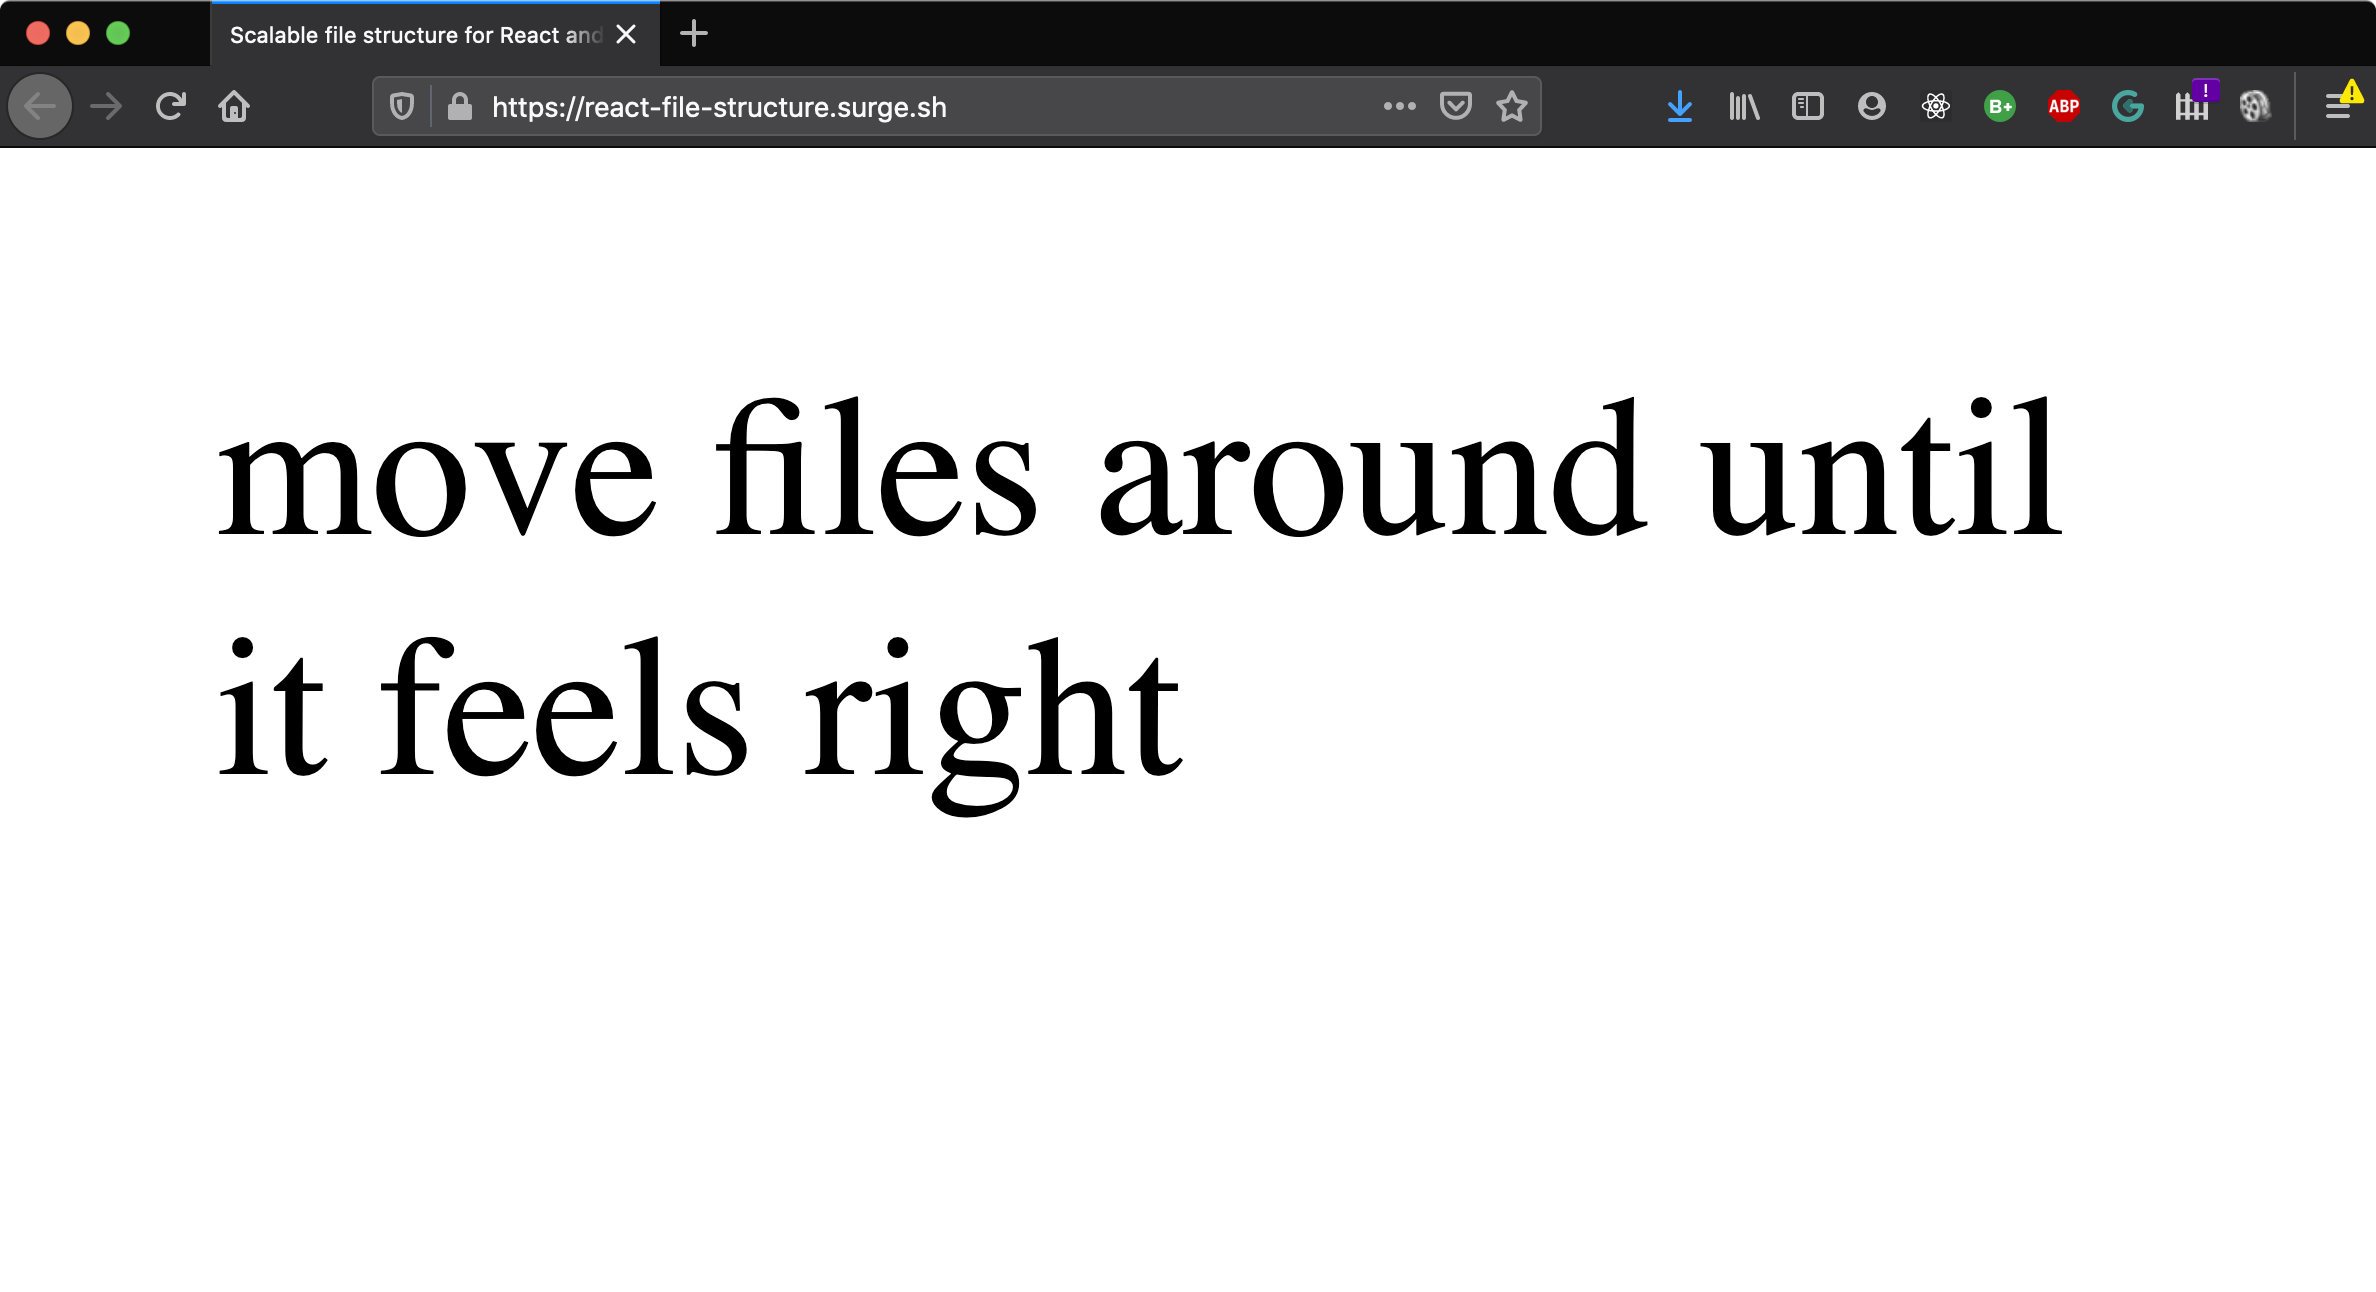 Scalable file structure for React and
https://react-file-structure.surge.sh
B+
ABP
!
!
move files around until
it feels right